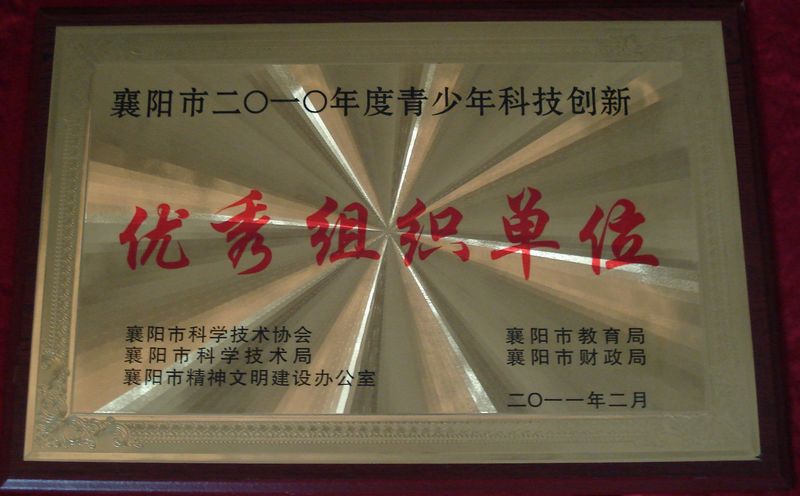 襄阳市二〇一〇年度青少年科技创新
优秀组织单位
襄阳市科学技术协会
襄阳市科学技术局
襄阳市精神文明建设办公室
襄阳市教育局
襄阳市财政局
二〇一一年二月